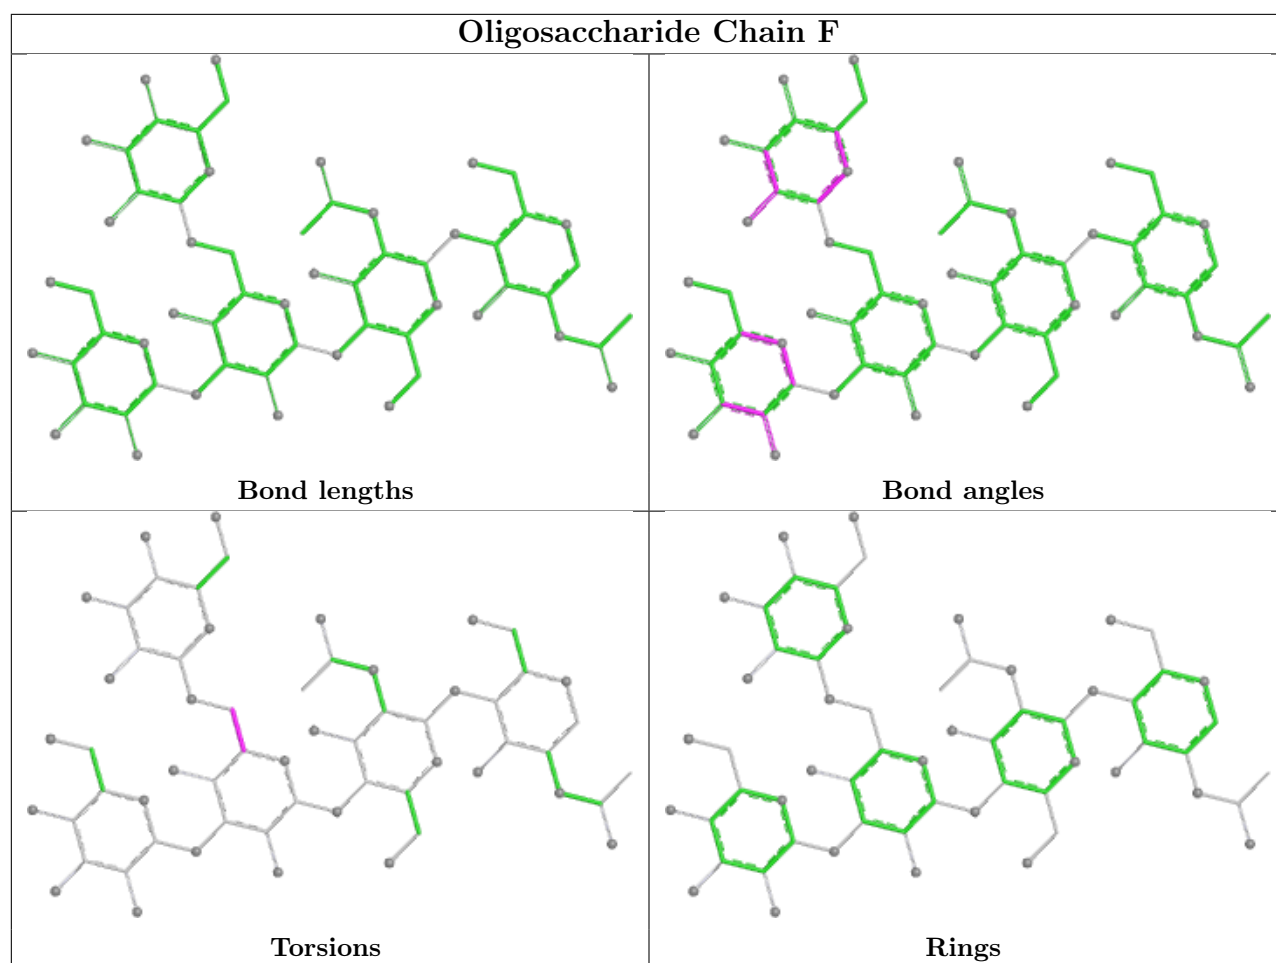 Oligosaccharide Chain F
Bond lengths
Bond angles
Torsions
Rings